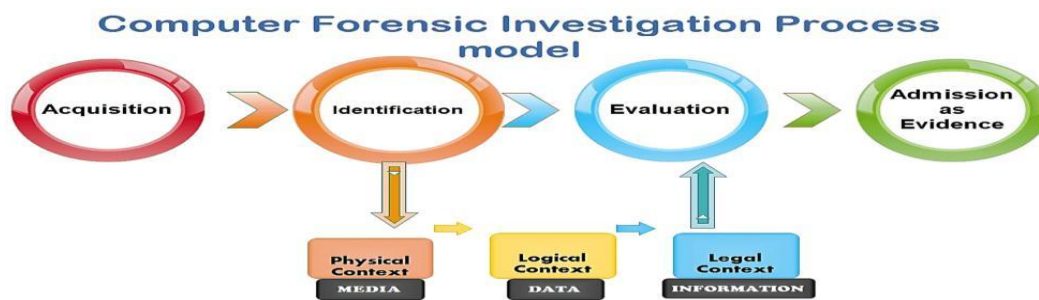 Computer Forensic Investigation Process
model
Acquisition
Identification
Evaluation
Admission
as
Evidence
Physical
Context
MEDIA
Logical
Context
DATA
Legal
Context
INFORMATION